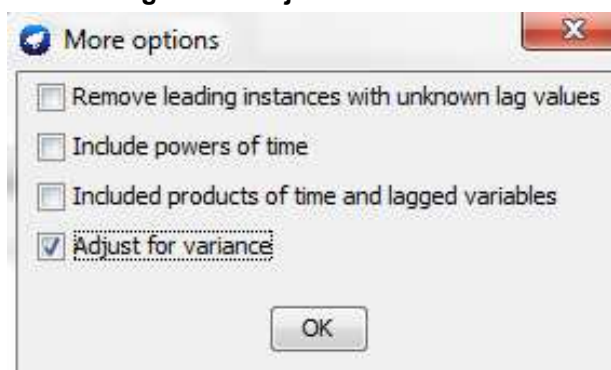 More options
Remove leading instances with unknown lag values
Include powers of time
Included products of time and lagged variables
Adjust for variance
OK